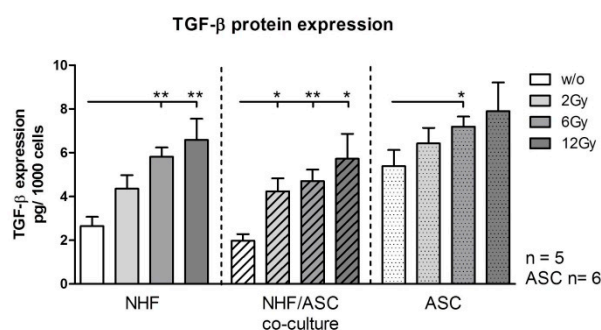 TGF-β protein expression
TGF-β expression
pg/ 1000 cells
10
8
6
4
2
0
** **
* ** *
*
NHF
NHF/ASC
co-culture
ASC
w/o
2Gy
6Gy
12Gy
n = 5
ASC n= 6